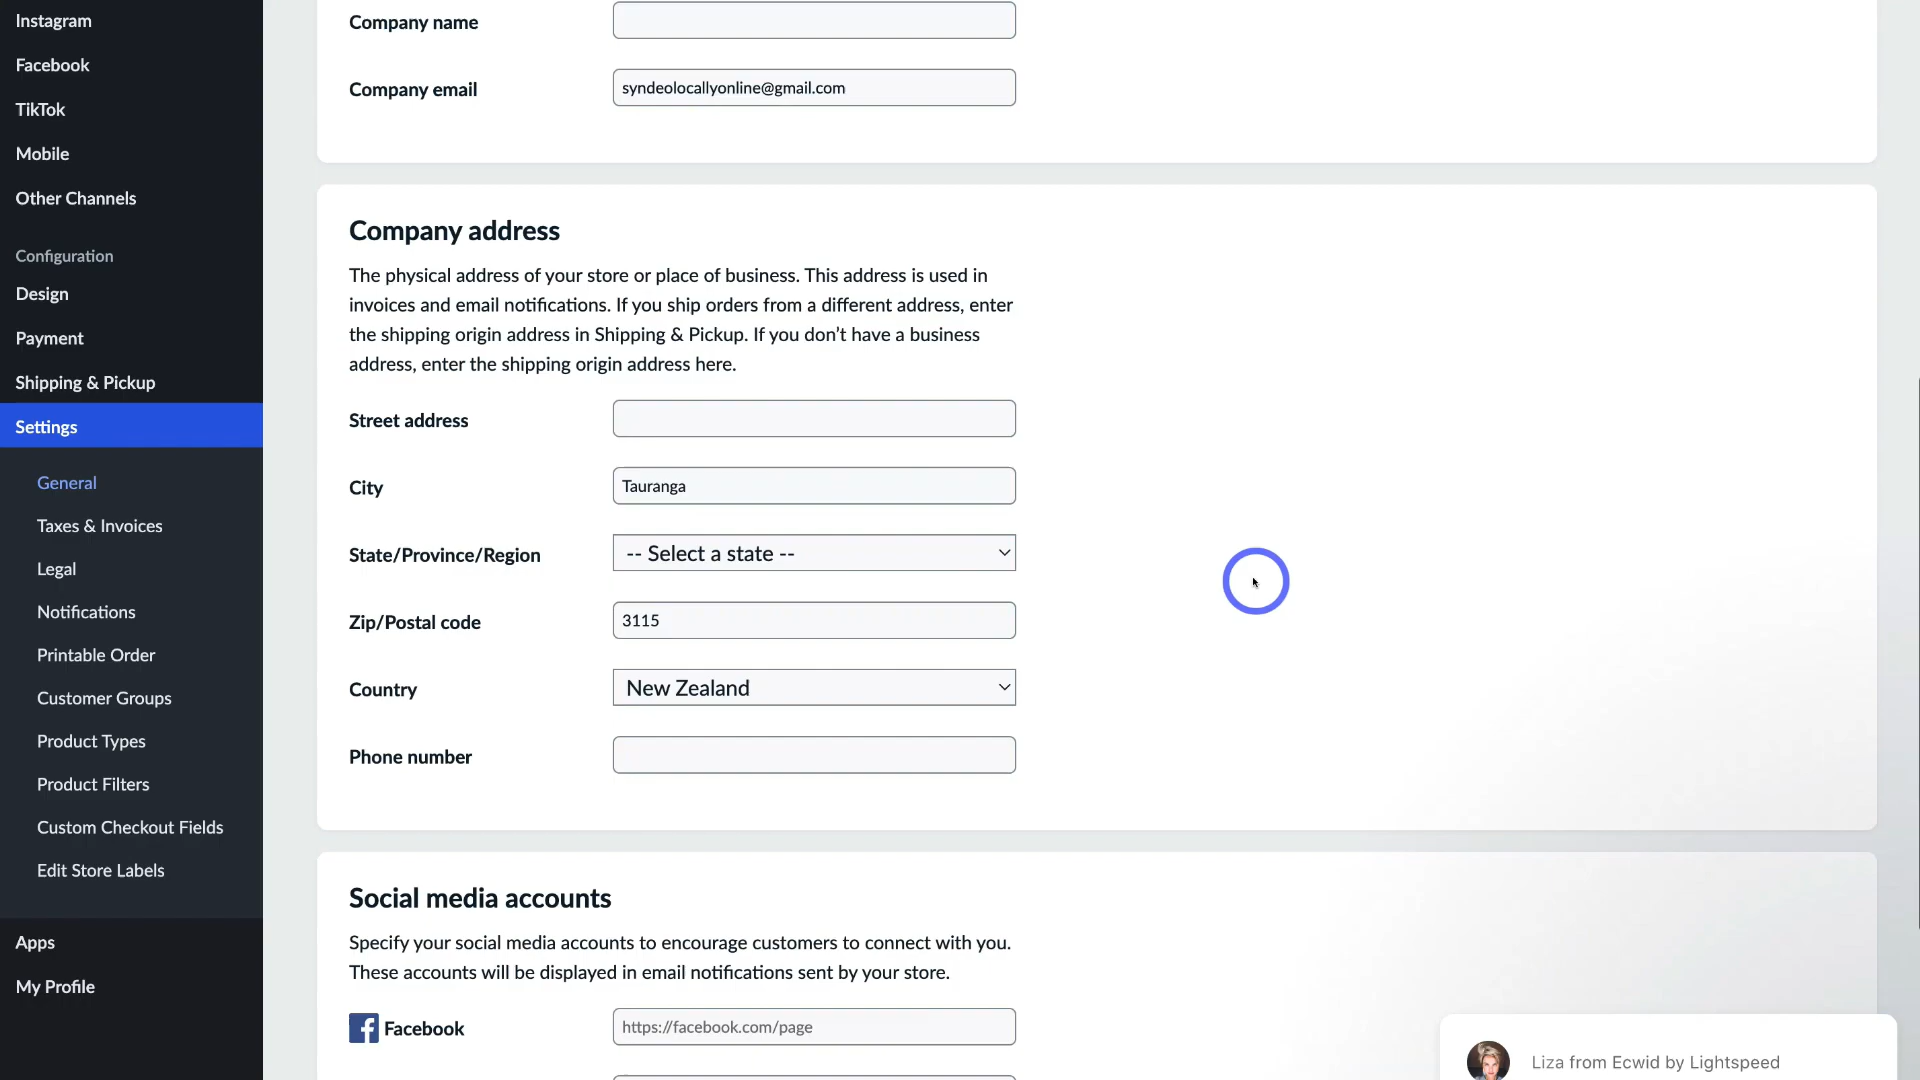 Instagram
Facebook
TikTok
Mobile
Other Channels
Configuration
Design
Payment
Shipping & Pickup
Settings
General
Taxes & Invoices
Legal
Notifications
Printable Order
Customer Groups
Product Types
Product Filters
Custom Checkout Fields
Edit Store Labels
Apps
My Profile
Company name
Company email
syndeolocallyonline@gmail.com
Company address
The physical address of your store or place of business. This address is used in
invoices and email notifications. If you ship orders from a different address, enter
the shipping origin address in Shipping & Pickup. If you don’t have a business
address, enter the shipping origin address here.
Street address
City
Tauranga
State/Province/Region
-- Select a state --
Zip/Postal code
3115
Country
New Zealand
Phone number
Social media accounts
Specify your social media accounts to encourage customers to connect with you.
These accounts will be displayed in email notifications sent by your store.
Facebook
https://facebook.com/page
Liza from Ecwid by Lightspeed